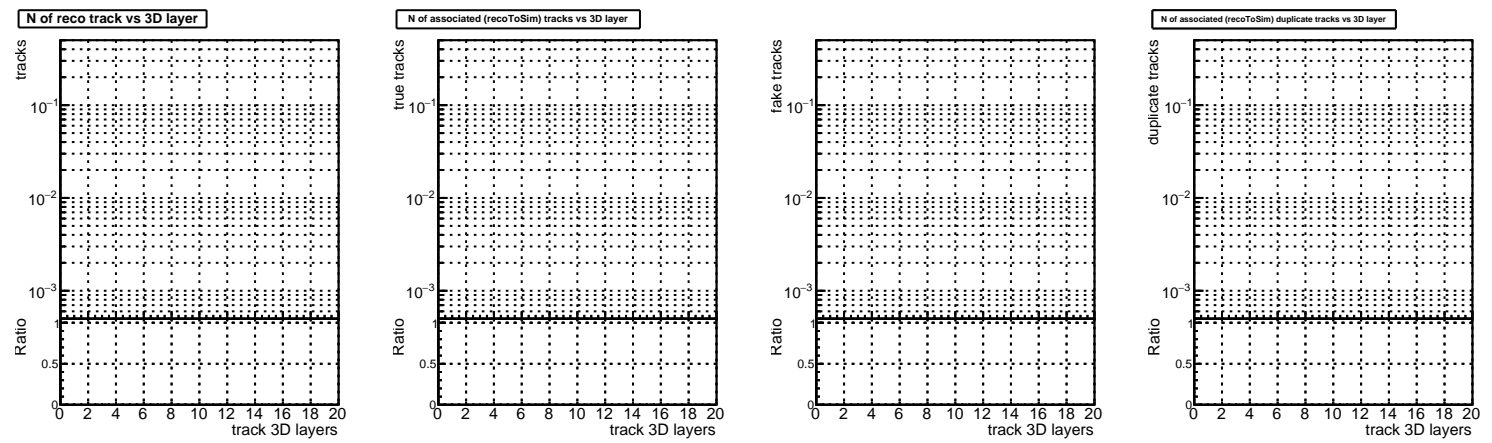 N of reco track vs 3D layer
tracks
10⁻¹
10⁻²
10⁻³
Ratio
1
0.5
0
0 2 4 6 8 10 12 14 16 18 20
track 3D layers
N of associated (recoToSim) tracks vs 3D layer
true tracks
10⁻¹
10⁻²
10⁻³
Ratio
1
0.5
0
0 2 4 6 8 10 12 14 16 18 20
track 3D layers
fake tracks
10⁻¹
10⁻²
10⁻³
Ratio
1
0.5
0
0 2 4 6 8 10 12 14 16 18 20
track 3D layers
N of associated (recoToSim) duplicate tracks vs 3D layer
duplicate tracks
10⁻¹
10⁻²
10⁻³
Ratio
1
0.5
0
0 2 4 6 8 10 12 14 16 18 20
track 3D layers